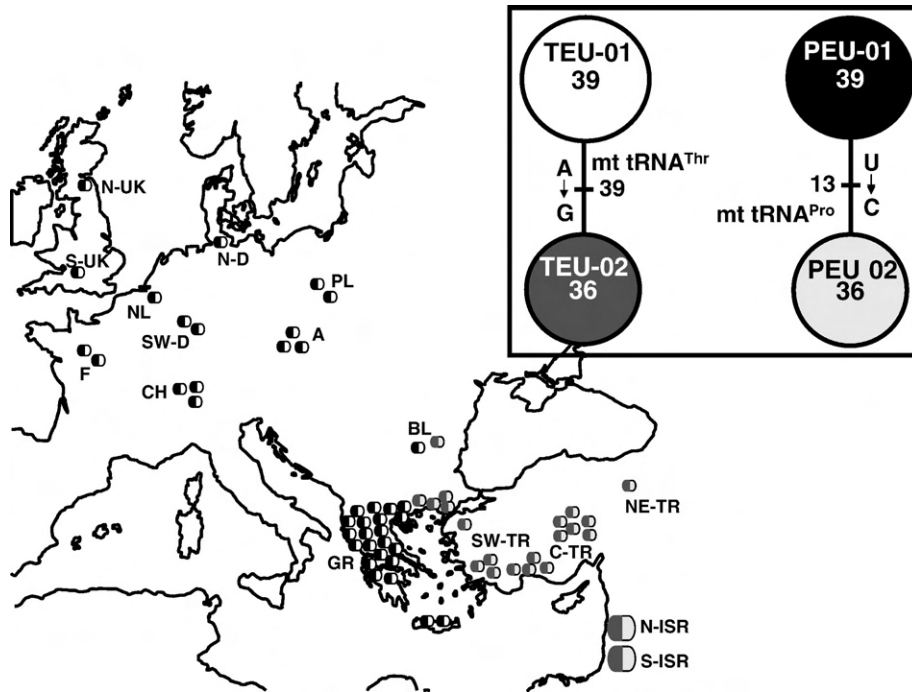 TEU-01
39
PEU-01
39
A
G
mt tRNAThr
39
U
C
13
mt tRNAPro
TEU-02
36
PEU 02
36
N-UK
S-UK
N-D
NL
PL
SW-D
A
F
CH
BL
NE-TR
SW-TR
C-TR
GR
N-ISR
S-ISR